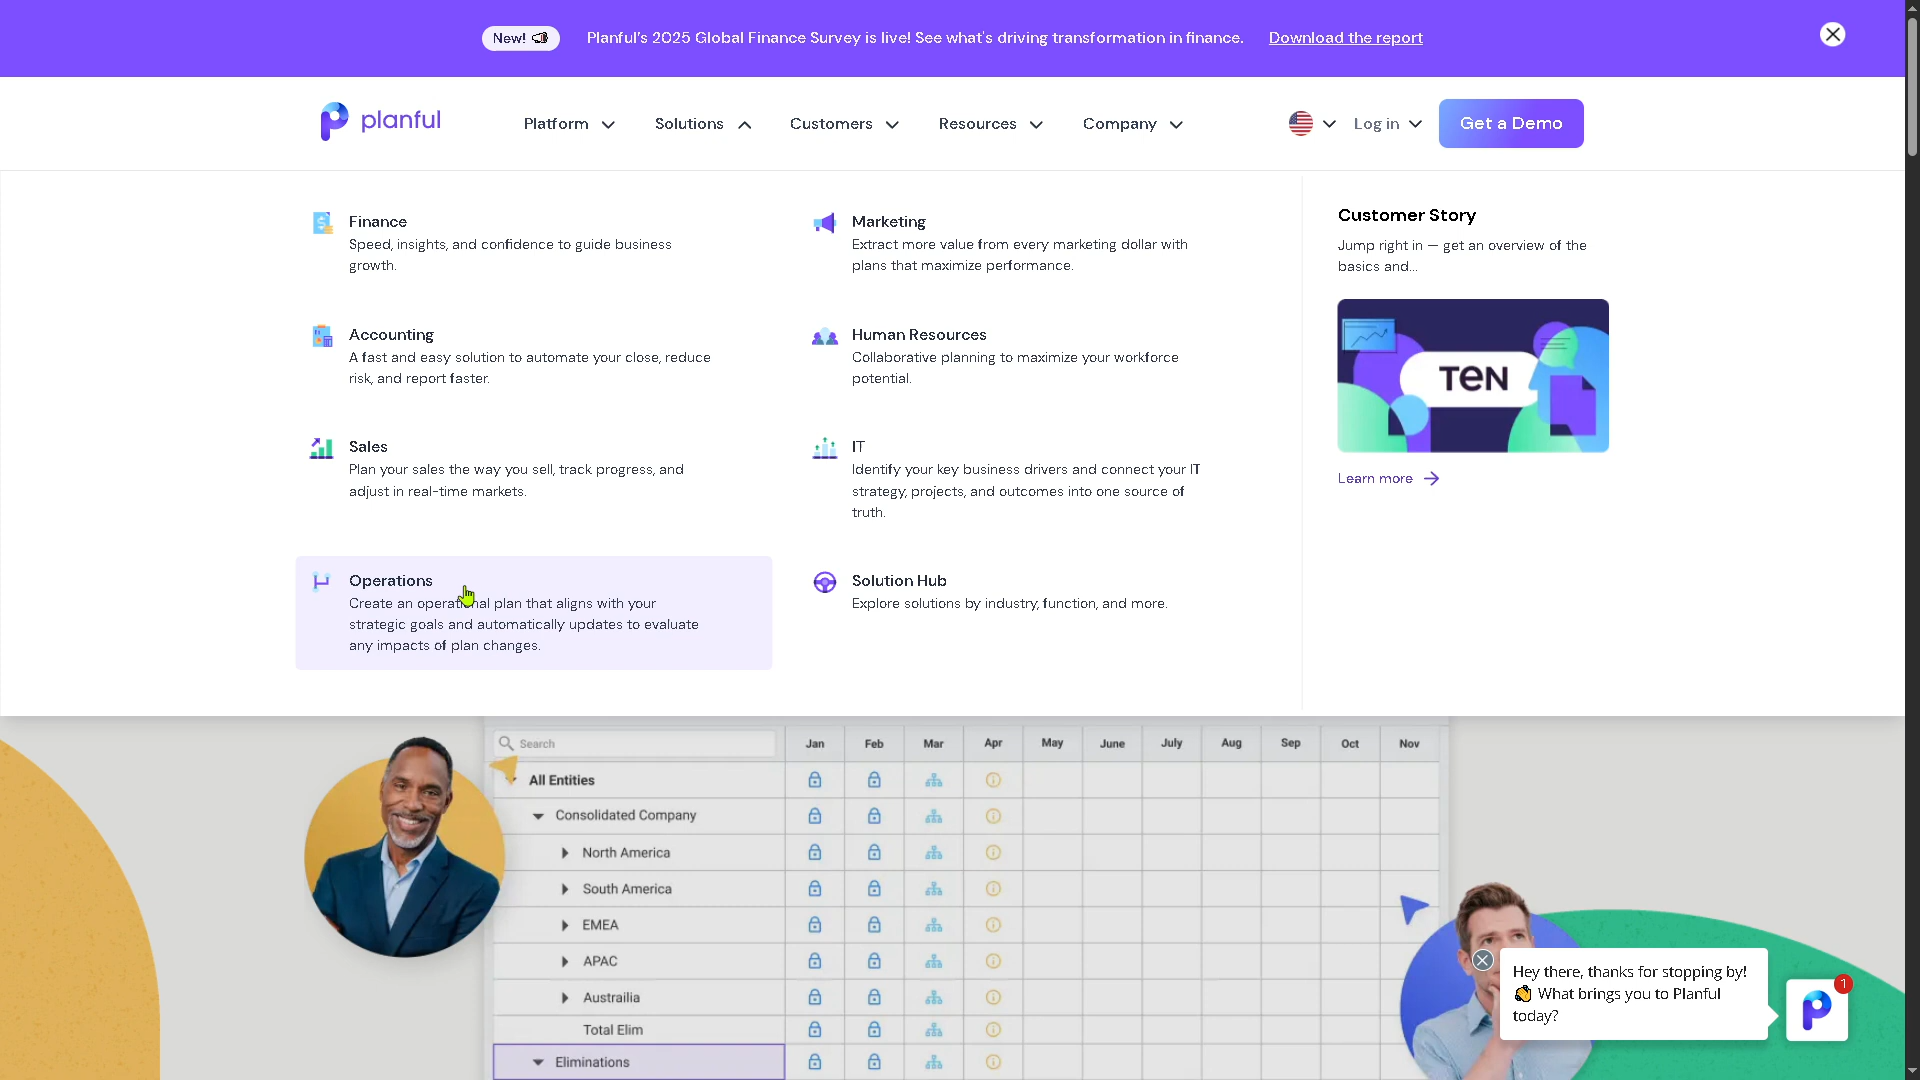 New!
Planful's 2025 Global Finance Survey is live! See what's driving transformation in finance. Download the report
planful
Platform
Solutions
Customers
Resources
Company
Log in
Get a Demo
Finance
Speed, insights, and confidence to guide business
growth.
Marketing
Extract more value from every marketing dollar with
plans that maximize performance.
Accounting
A fast and easy solution to automate your close, reduce
risk, and report faster.
Human Resources
Collaborative planning to maximize your workforce
potential.
Sales
Plan your sales the way you sell, track progress, and
adjust in real-time markets.
IT
Identify your key business drivers and connect your IT
strategy, projects, and outcomes into one source of
truth.
Operations
Create an operational plan that aligns with your
strategic goals and automatically updates to evaluate
any impacts of plan changes.
Solution Hub
Explore solutions by industry, function, and more.
Customer Story
Jump right in — get an overview of the
basics and...
TEN
Learn more
Search
Jan Feb Mar Apr May June July Aug Sep Oct Nov
All Entities
Consolidated Company
North America
South America
EMEA
APAC
Austrailia
Total Elim
Eliminations
Hey there, thanks for stopping by!
👏 What brings you to Planful
today?
1